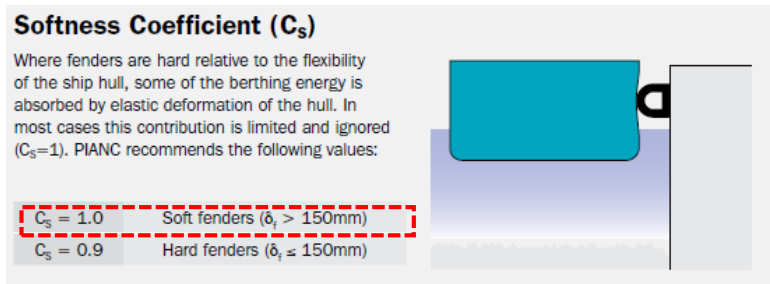 Softness Coefficient (Cs)
Where fenders are hard relative to the flexibility
of the ship hull, some of the berthing energy is
absorbed by elastic deformation of the hull. In
most cases this contribution is limited and ignored
(Cs=1). PIANC recommends the following values:
Cs = 1.0 Soft fenders (δf > 150mm)
Cs = 0.9 Hard fenders (δf ≤ 150mm)